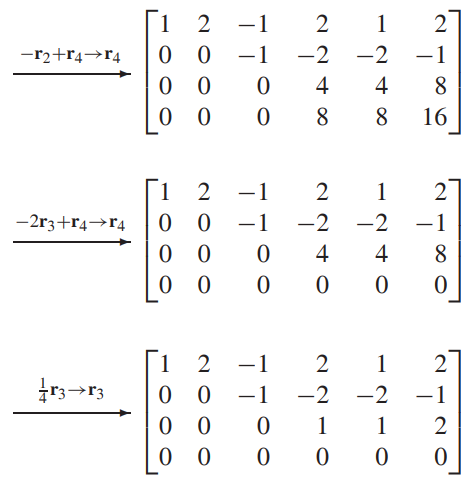 1 2 −1 2 1 2
−r₂+r₄→r₄ 0 0 −1 −2 −2 −1
0 0 0 4 4 8
0 0 0 8 8 16
1 2 −1 2 1 2
−2r₃+r₄→r₄ 0 0 −1 −2 −2 −1
0 0 0 4 4 8
0 0 0 0 0 0
1 2 −1 2 1 2
¼r₃→r₃ 0 0 −1 −2 −2 −1
0 0 0 1 1 2
0 0 0 0 0 0